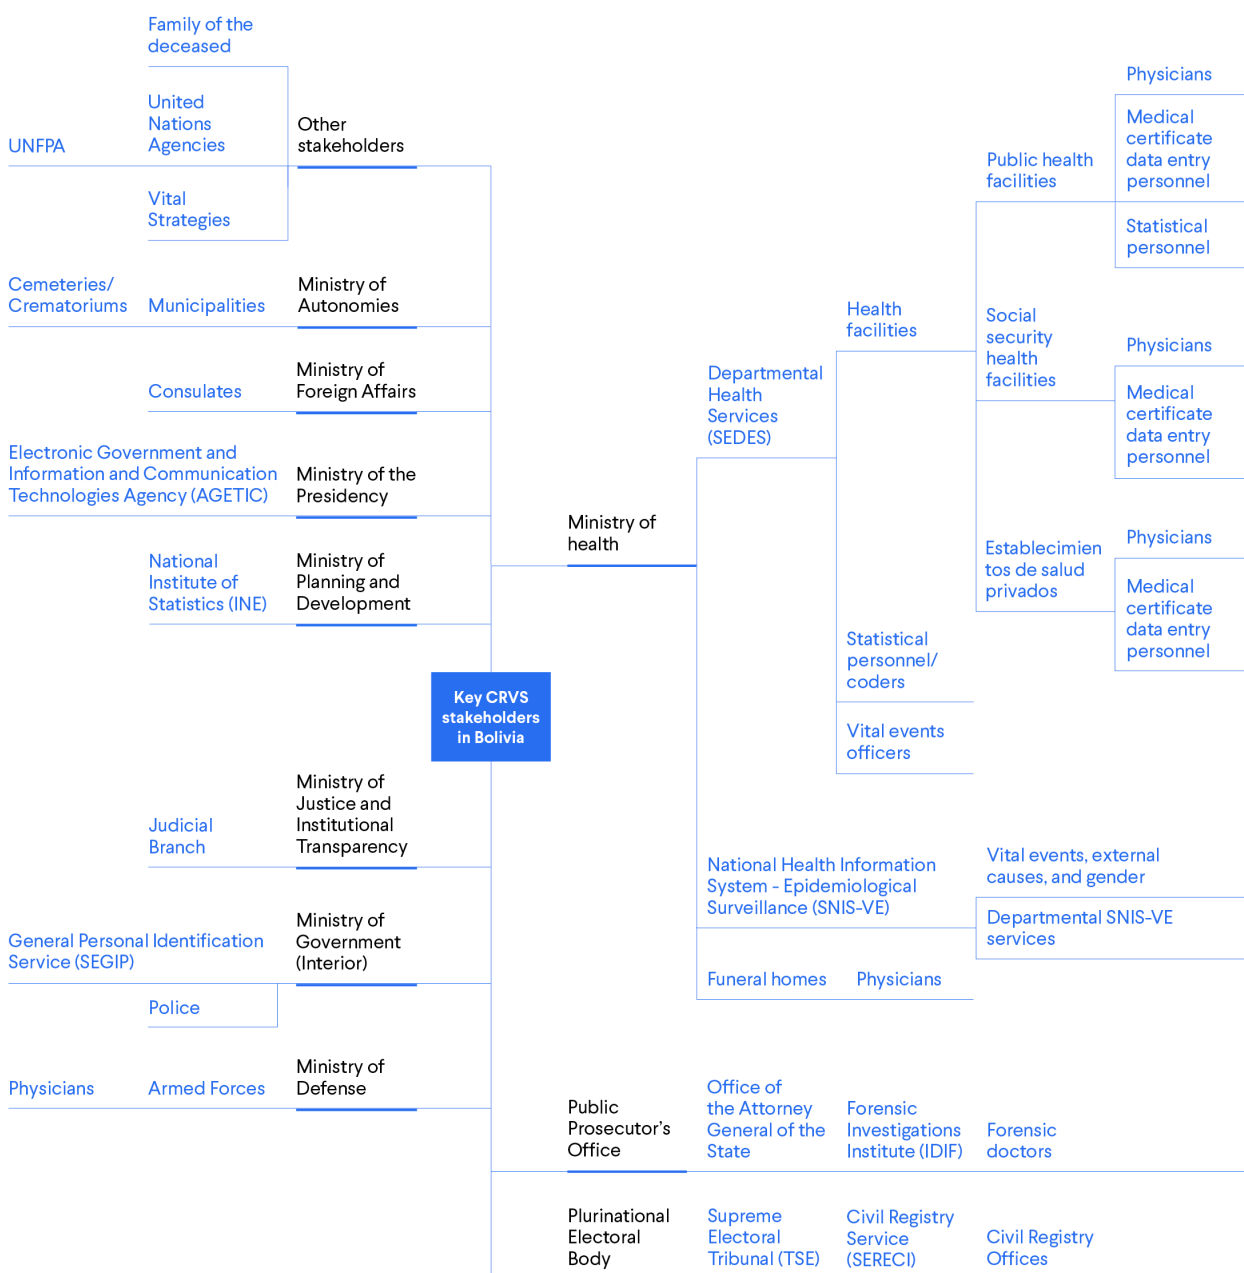 Family of the
deceased
United
Nations
Agencies
UNFPA
Vital
Strategies
Other
stakeholders
Cemeteries/
Crematoriums
Municipalities
Ministry of
Autonomies
Consulates
Ministry of
Foreign Affairs
Electronic Government and
Information and Communication
Technologies Agency (AGETIC)
Ministry of the
Presidency
National
Institute of
Statistics (INE)
Ministry of
Planning and
Development
Key CRVS
stakeholders
in Bolivia
Judicial
Branch
Ministry of
Justice and
Institutional
Transparency
General Personal Identification
Service (SEGIP)
Police
Ministry of
Government
(Interior)
Physicians
Armed Forces
Ministry of
Defense
Ministry of
health
Departmental
Health
Services
(SEDES)
Health
facilities
Public health
facilities
Physicians
Medical
certificate
data entry
personnel
Statistical
personnel
Social
security
health
facilities
Physicians
Medical
certificate
data entry
personnel
Establecimien
tos de salud
privados
Physicians
Medical
certificate
data entry
personnel
Statistical
personnel/
coders
Vital events
officers
National Health Information
System - Epidemiological
Surveillance (SNIS-VE)
Vital events, external
causes, and gender
Departmental SNIS-VE
services
Funeral homes
Physicians
Public
Prosecutor's
Office
Office of
the Attorney
General of the
State
Forensic
Investigations
Institute (IDIF)
Forensic
doctors
Plurinational
Electoral
Body
Supreme
Electoral
Tribunal (TSE)
Civil Registry
Service
(SERECI)
Civil Registry
Offices